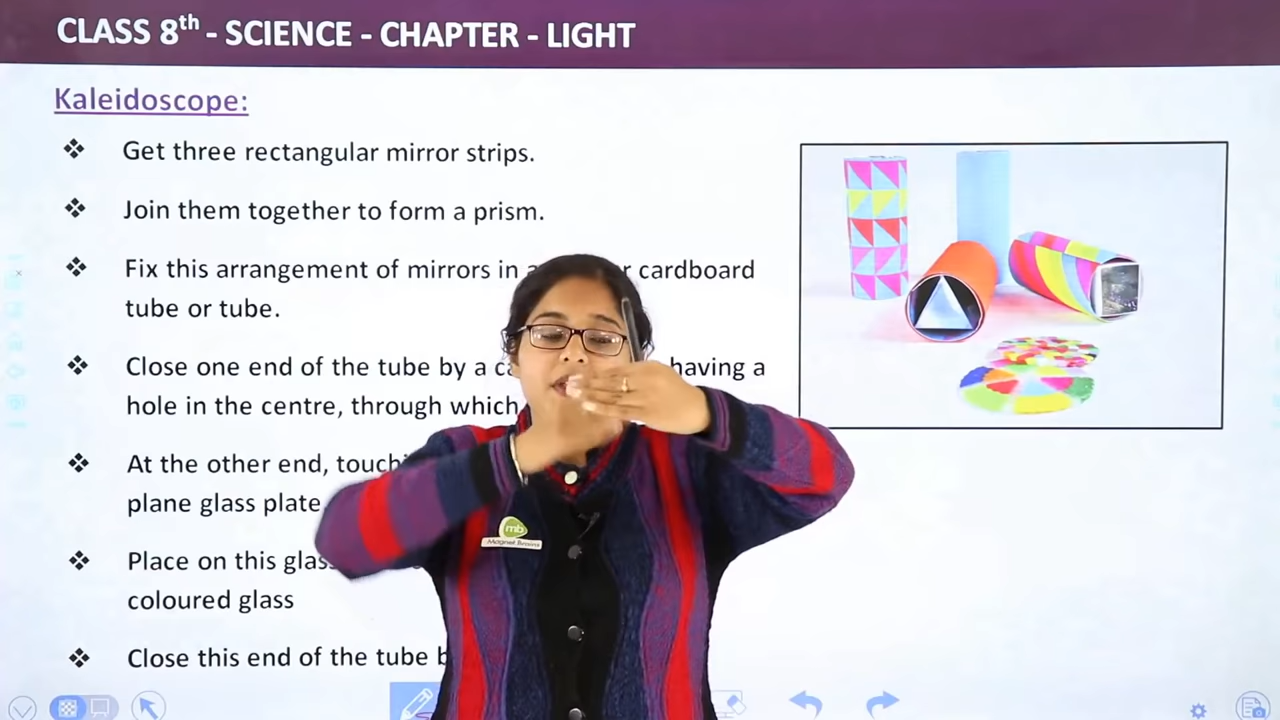 CLASS 8th - SCIENCE - CHAPTER - LIGHT
Kaleidoscope:
❖ Get three rectangular mirror strips.
❖ Join them together to form a prism.
❖ Fix this arrangement of mirrors in a cardboard
tube or tube.
❖ Close one end of the tube by a having a
hole in the centre, through which
❖ At the other end,
plane glass plate
❖ Place on this
coloured glass
❖ Close this end of the tube
mb
Magnet Brains